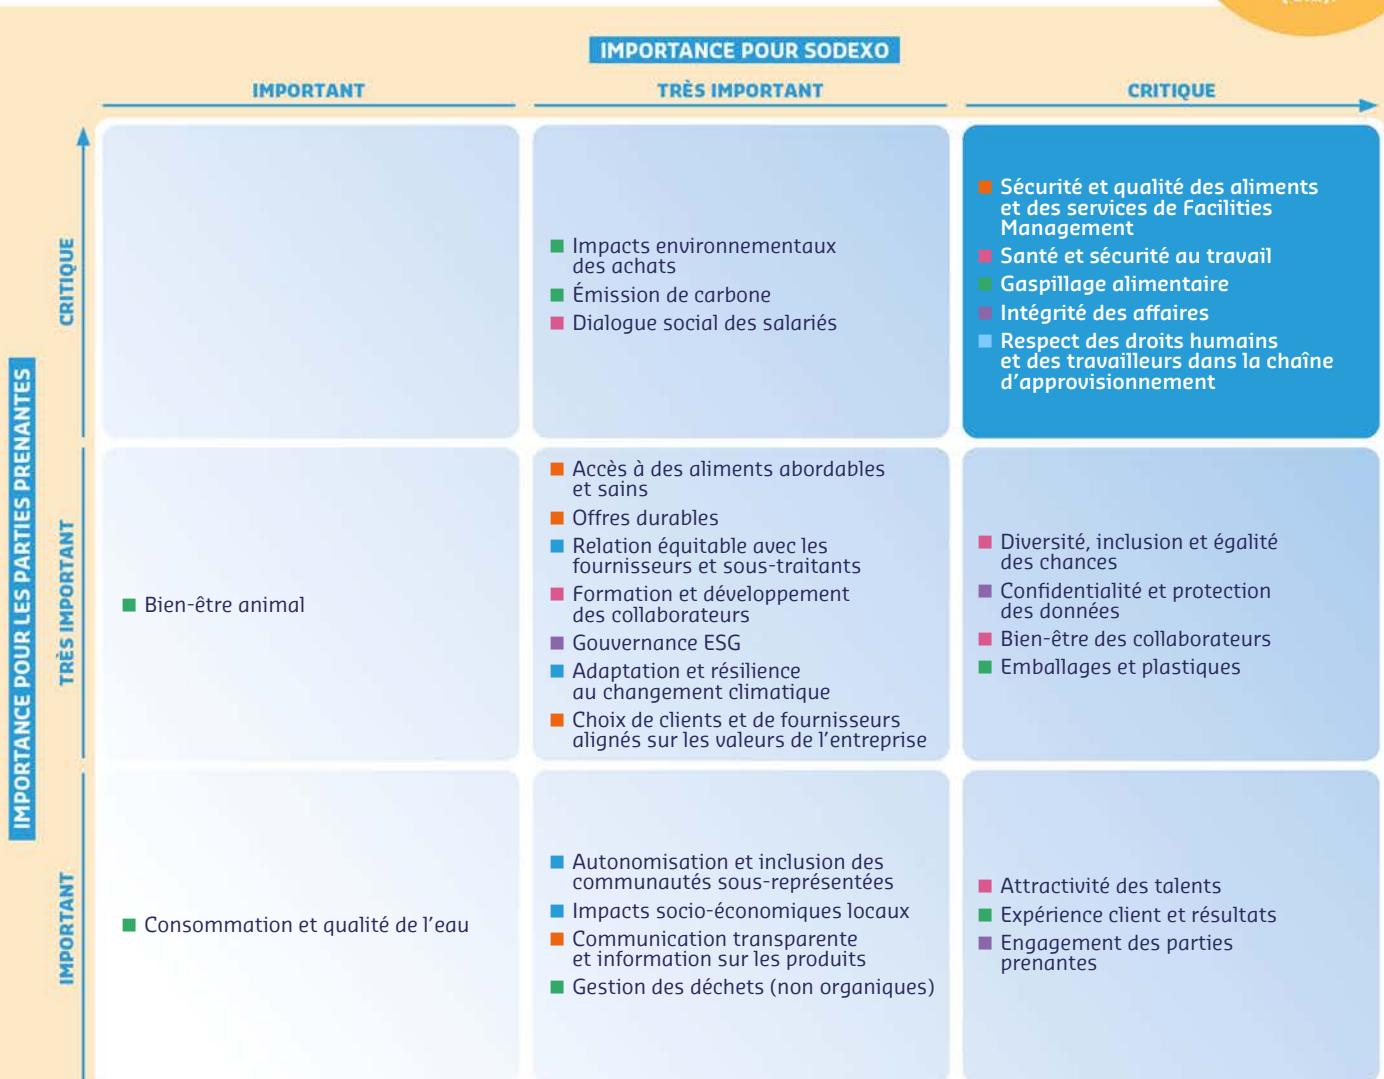 IMPORTANCE POUR SODEXO
IMPORTANT
TRÈS IMPORTANT
CRITIQUE
IMPORTANCE POUR LES PARTIES PRENANTES
CRITIQUE
Impacts environnementaux
des achats
Émission de carbone
Dialogue social des salariés
Sécurité et qualité des aliments
et des services de Facilities
Management
Santé et sécurité au travail
Gaspillage alimentaire
Intégrité des affaires
Respect des droits humains
et des travailleurs dans la chaîne
d’approvisionnement
TRÈS IMPORTANT
Bien-être animal
Accès à des aliments abordables
et sains
Offres durables
Relation équitable avec les
fournisseurs et sous-traitants
Formation et développement
des collaborateurs
Gouvernance ESG
Adaptation et résilience
au changement climatique
Choix de clients et de fournisseurs
alignés sur les valeurs de l’entreprise
Diversité, inclusion et égalité
des chances
Confidentialité et protection
des données
Bien-être des collaborateurs
Emballages et plastiques
IMPORTANT
Consommation et qualité de l’eau
Autonomisation et inclusion des
communautés sous-représentées
Impacts socio-économiques locaux
Communication transparente
et information sur les produits
Gestion des déchets (non organiques)
Attractivité des talents
Expérience client et résultats
Engagement des parties
prenantes